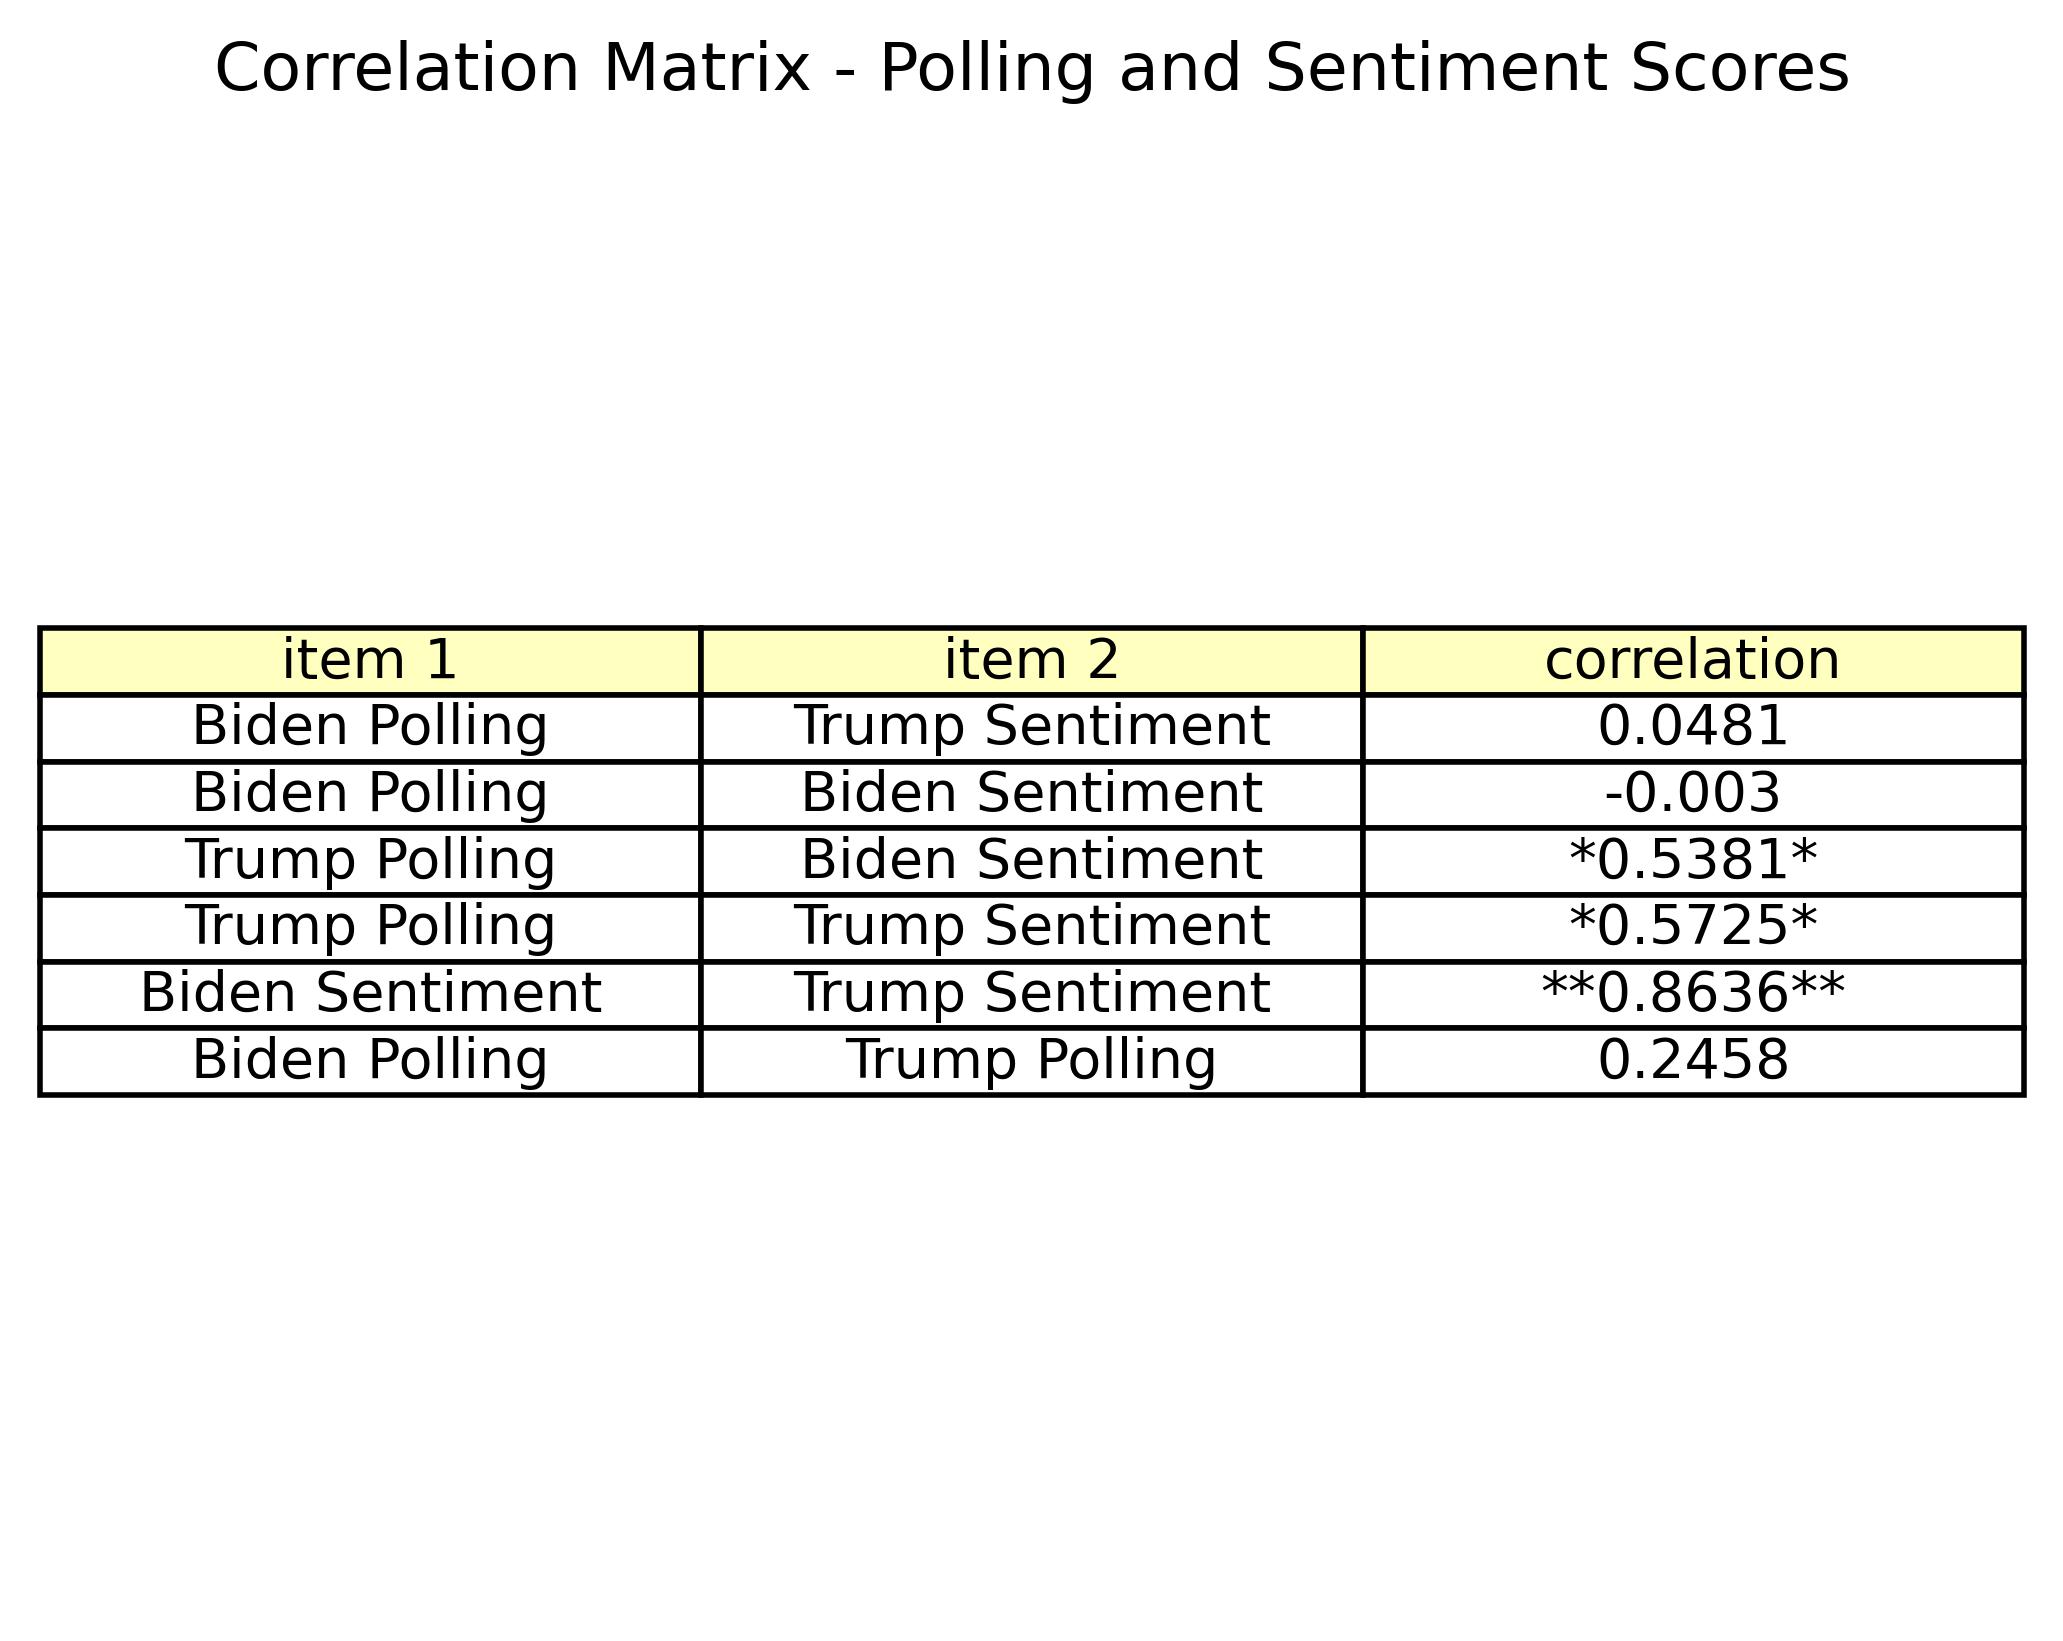 Correlation Matrix - Polling and Sentiment Scores
item 1 item 2 correlation
Biden Polling Trump Sentiment 0.0481
Biden Polling Biden Sentiment -0.003
Trump Polling Biden Sentiment *0.5381*
Trump Polling Trump Sentiment *0.5725*
Biden Sentiment Trump Sentiment **0.8636**
Biden Polling Trump Polling 0.2458